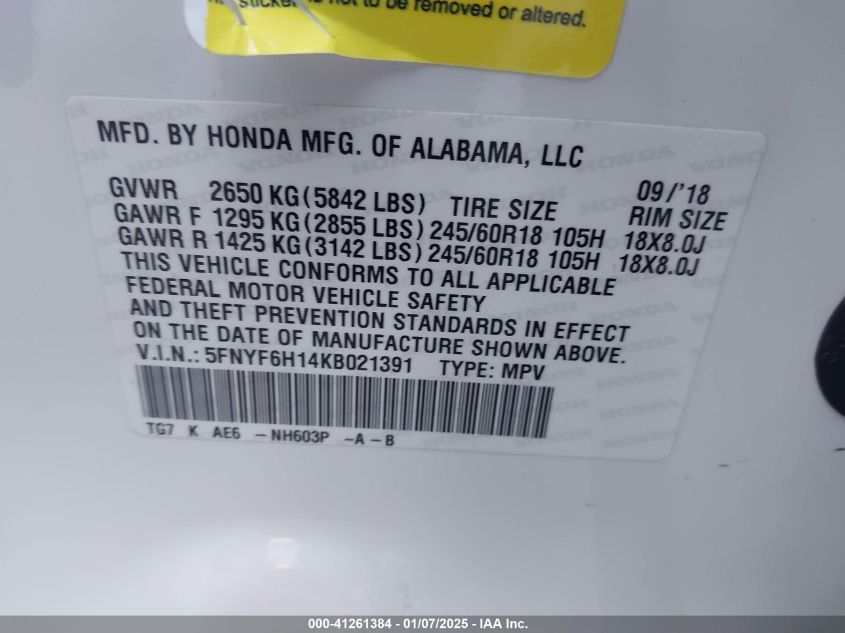 sticker is not to be removed or altered.
MFD. BY HONDA MFG. OF ALABAMA, LLC
09/'18
GVWR 2650 KG (5842 LBS) TIRE SIZE RIM SIZE
GAWR F 1295 KG (2855 LBS) 245/60R18 105H 18X8.0J
GAWR R 1425 KG (3142 LBS) 245/60R18 105H 18X8.0J
THIS VEHICLE CONFORMS TO ALL APPLICABLE
FEDERAL MOTOR VEHICLE SAFETY
AND THEFT PREVENTION STANDARDS IN EFFECT
ON THE DATE OF MANUFACTURE SHOWN ABOVE.
V.I.N.: 5FNYF6H14KB021391 TYPE: MPV
TG7 K AE6 -NH603P -A-B
000-41261384 - 01/07/2025 - IAA Inc.